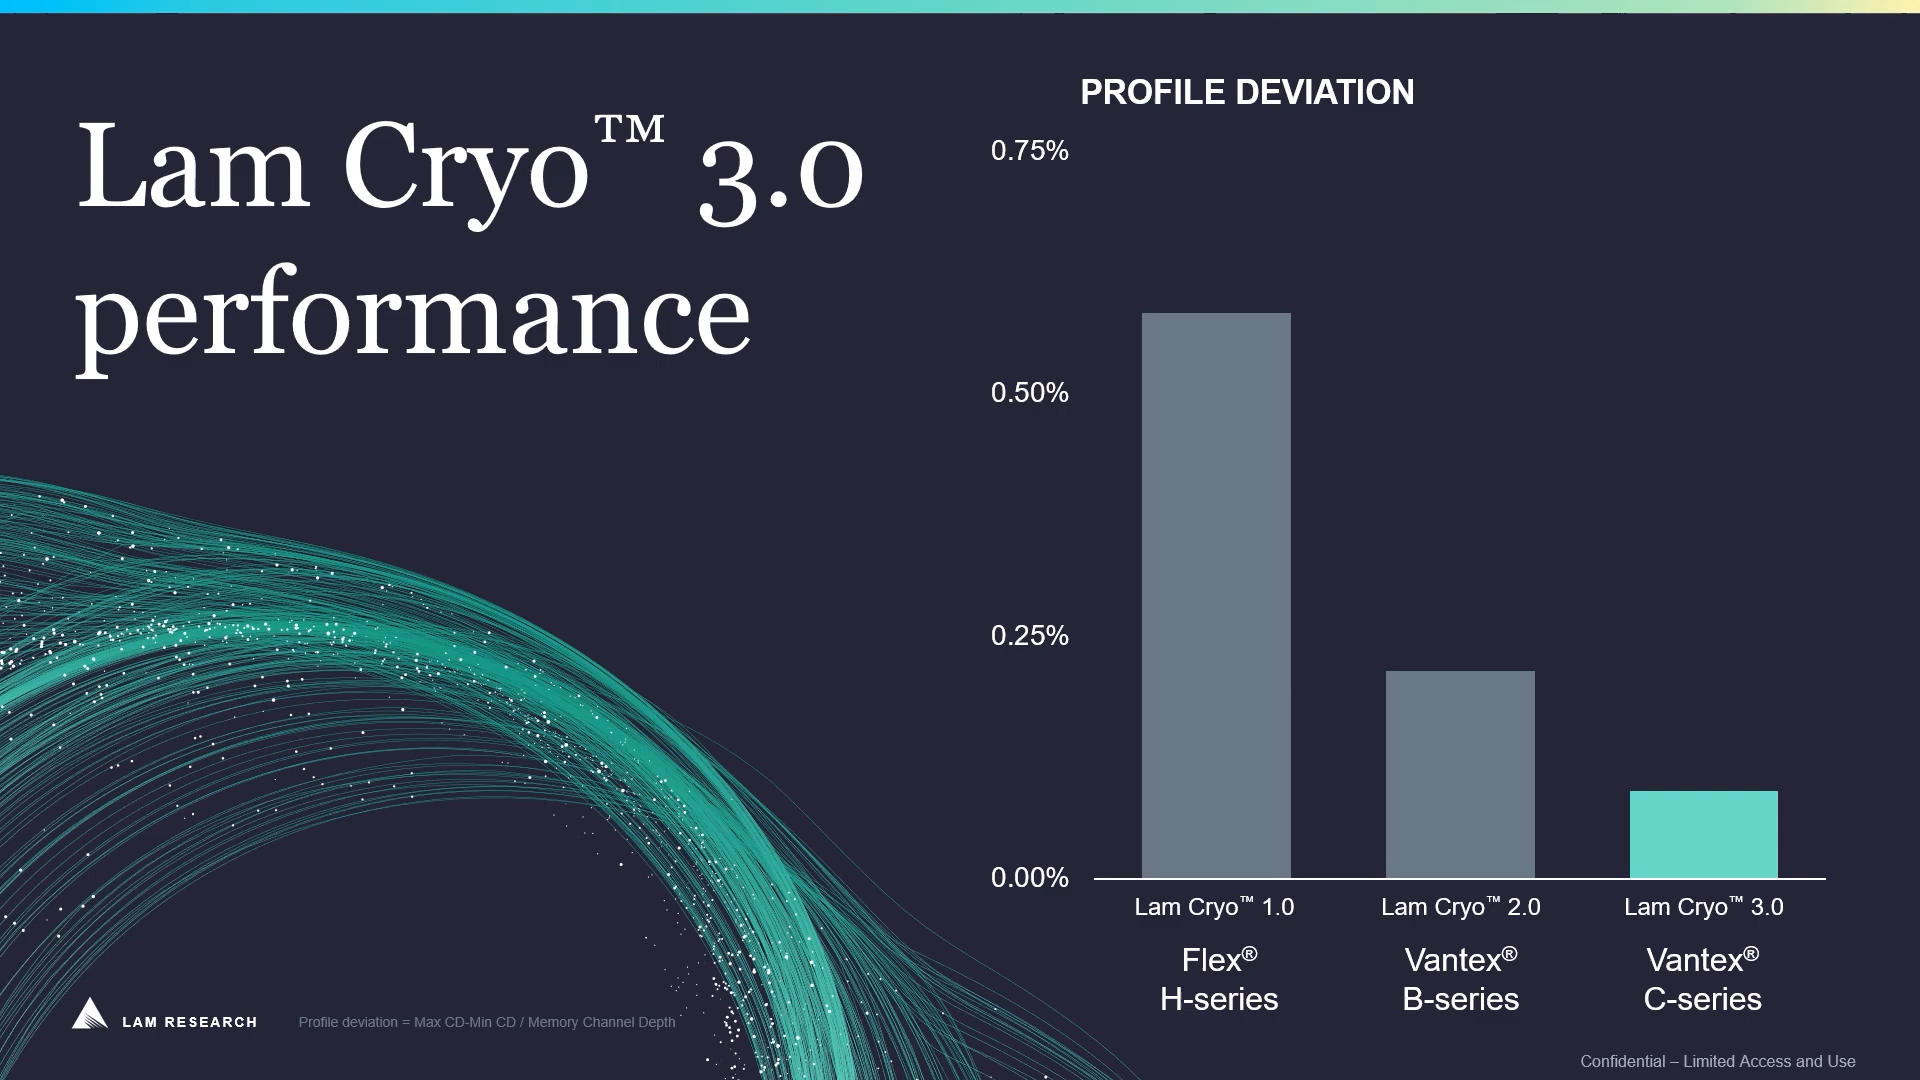 Lam Cryo™ 3.0
performance
PROFILE DEVIATION
0.75%
0.50%
0.25%
0.00%
Lam Cryo™ 1.0
Lam Cryo™ 2.0
Lam Cryo™ 3.0
Flex®
H-series
Vantex®
B-series
Vantex®
C-series
LAM RESEARCH
Profile deviation = Max CD-Min CD / Memory Channel Depth
Confidential – Limited Access and Use